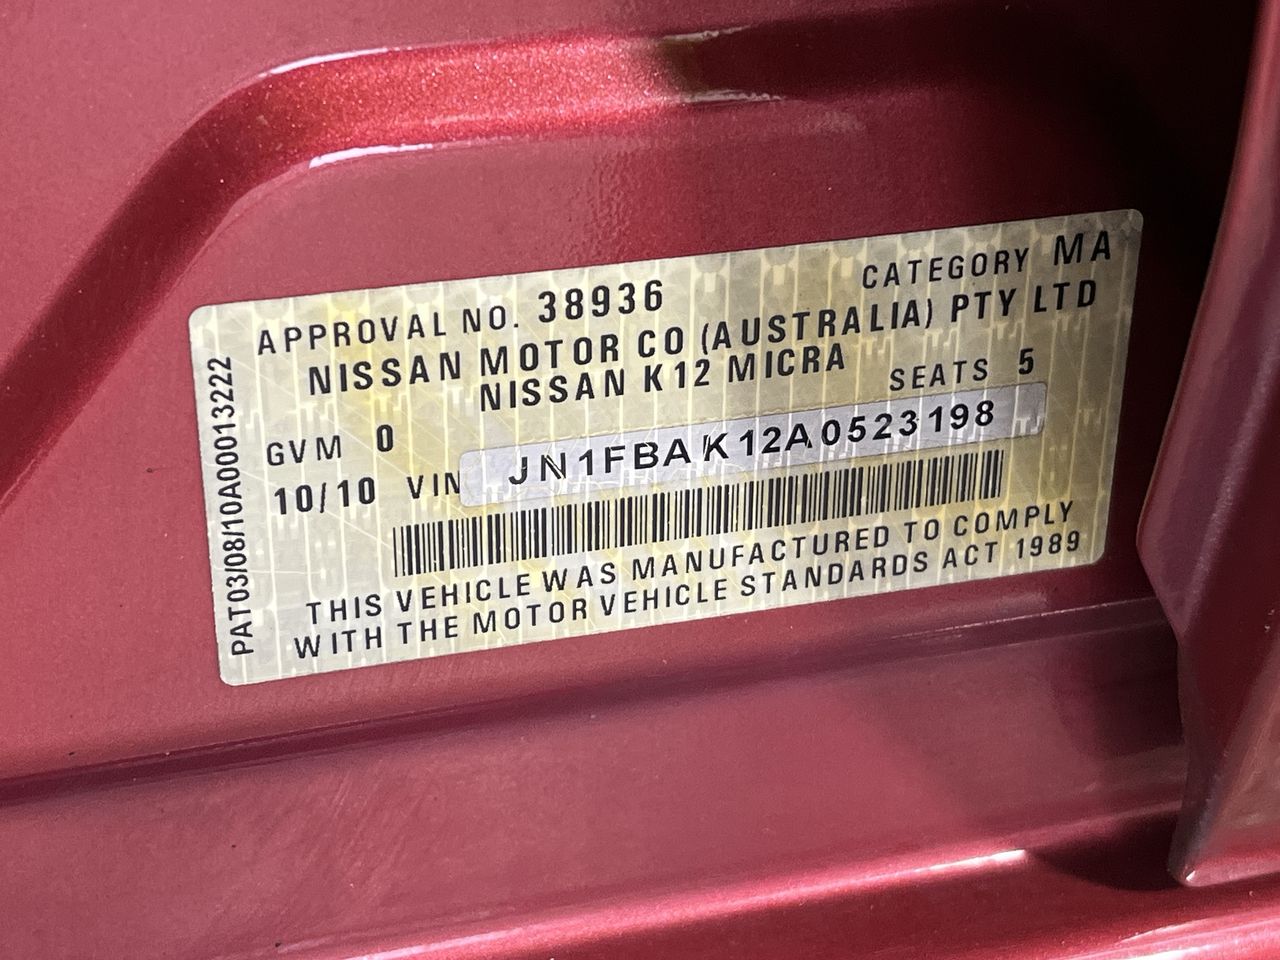 APPROVAL NO. 38936 CATEGORY MA
NISSAN MOTOR CO (AUSTRALIA) PTY LTD
NISSAN K12 MICRA
GVM 0 SEATS 5
10/10 VIN JN1FBAK12A0523198
THIS VEHICLE WAS MANUFACTURED TO COMPLY
WITH THE MOTOR VEHICLE STANDARDS ACT 1989
PAT03/08/10A00013222